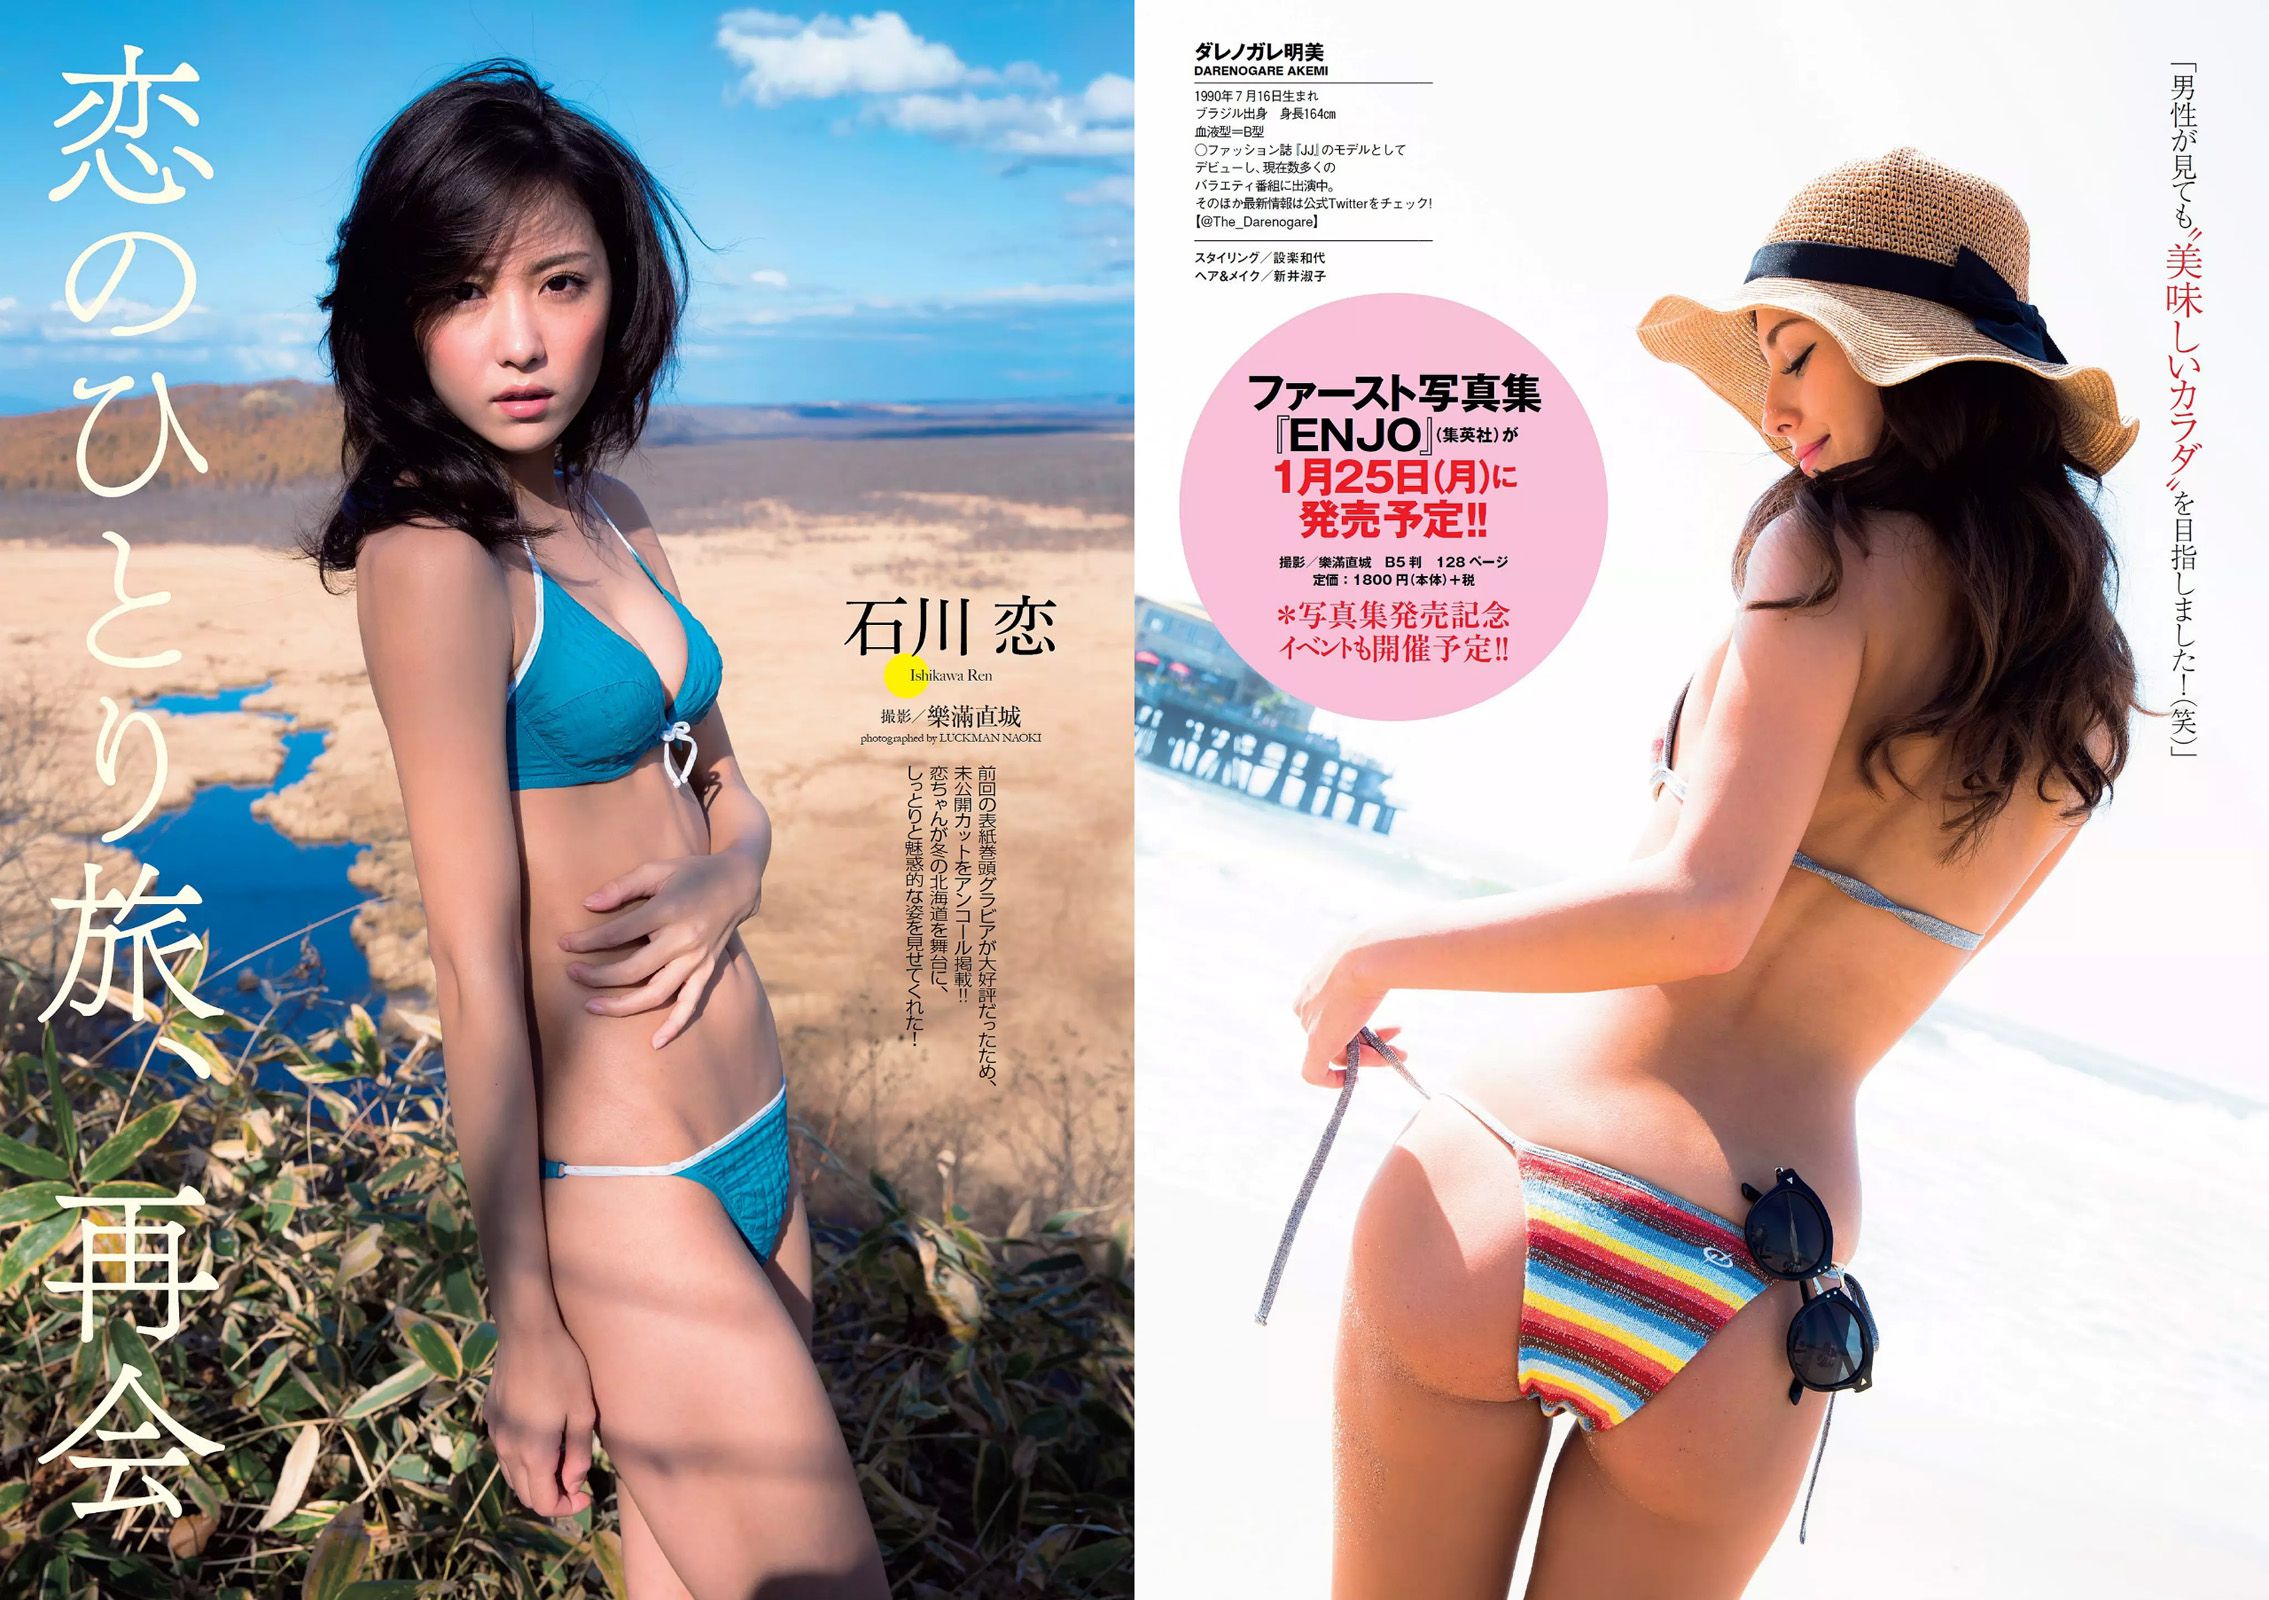 恋のひとり旅、再会
石川 恋
Ishikawa Ren
撮影／樂滿直城
photographed by LUCKMAN NAOKI
前回の表紙巻頭グラビアが大好評だったため、
未公開カットをアンコール掲載!!
恋ちゃんが冬の北海道を舞台に、
しっとりと魅惑的な姿を見せてくれた！
「男性が見ても〝美味しいカラダ〟を目指しました！(笑)」
ダレノガレ明美
DARENOGARE AKEMI
1990年7月16日生まれ
ブラジル出身　身長164㎝
血液型＝B型
○ファッション誌『JJ』のモデルとして
デビューし、現在数多くの
バラエティ番組に出演中。
そのほか最新情報は公式Twitterをチェック!
【@The_Darenogare】
スタイリング／設楽和代
ヘア&メイク／新井淑子
ファースト写真集
『ENJO』(集英社)が
1月25日(月)に
発売予定!!
撮影／樂滿直城　B5判　128ページ
定価：1800円(本体)+税
＊写真集発売記念
イベントも開催予定!!